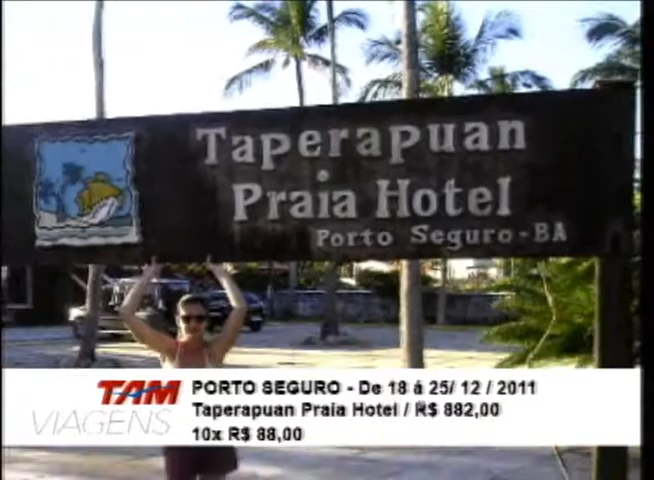 Taperapuan
Praia Hotel
Porto Seguro - BA
TAM
VIAGENS
PORTO SEGURO - De 18 á 25/ 12 / 2011
Taperapuan Praia Hotel / R$ 882,00
10x R$ 88,00